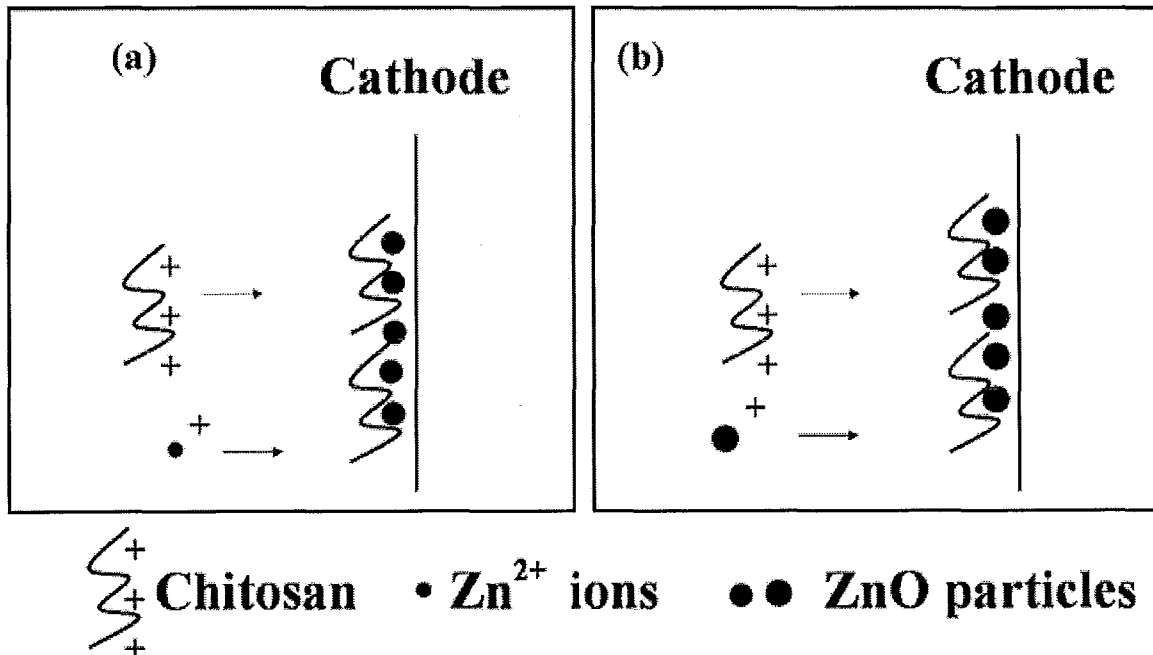 (a)
Cathode
+
+
+
+
(b)
Cathode
+
+
+
+
+
+
+
Chitosan
Zn²⁺ ions
ZnO particles